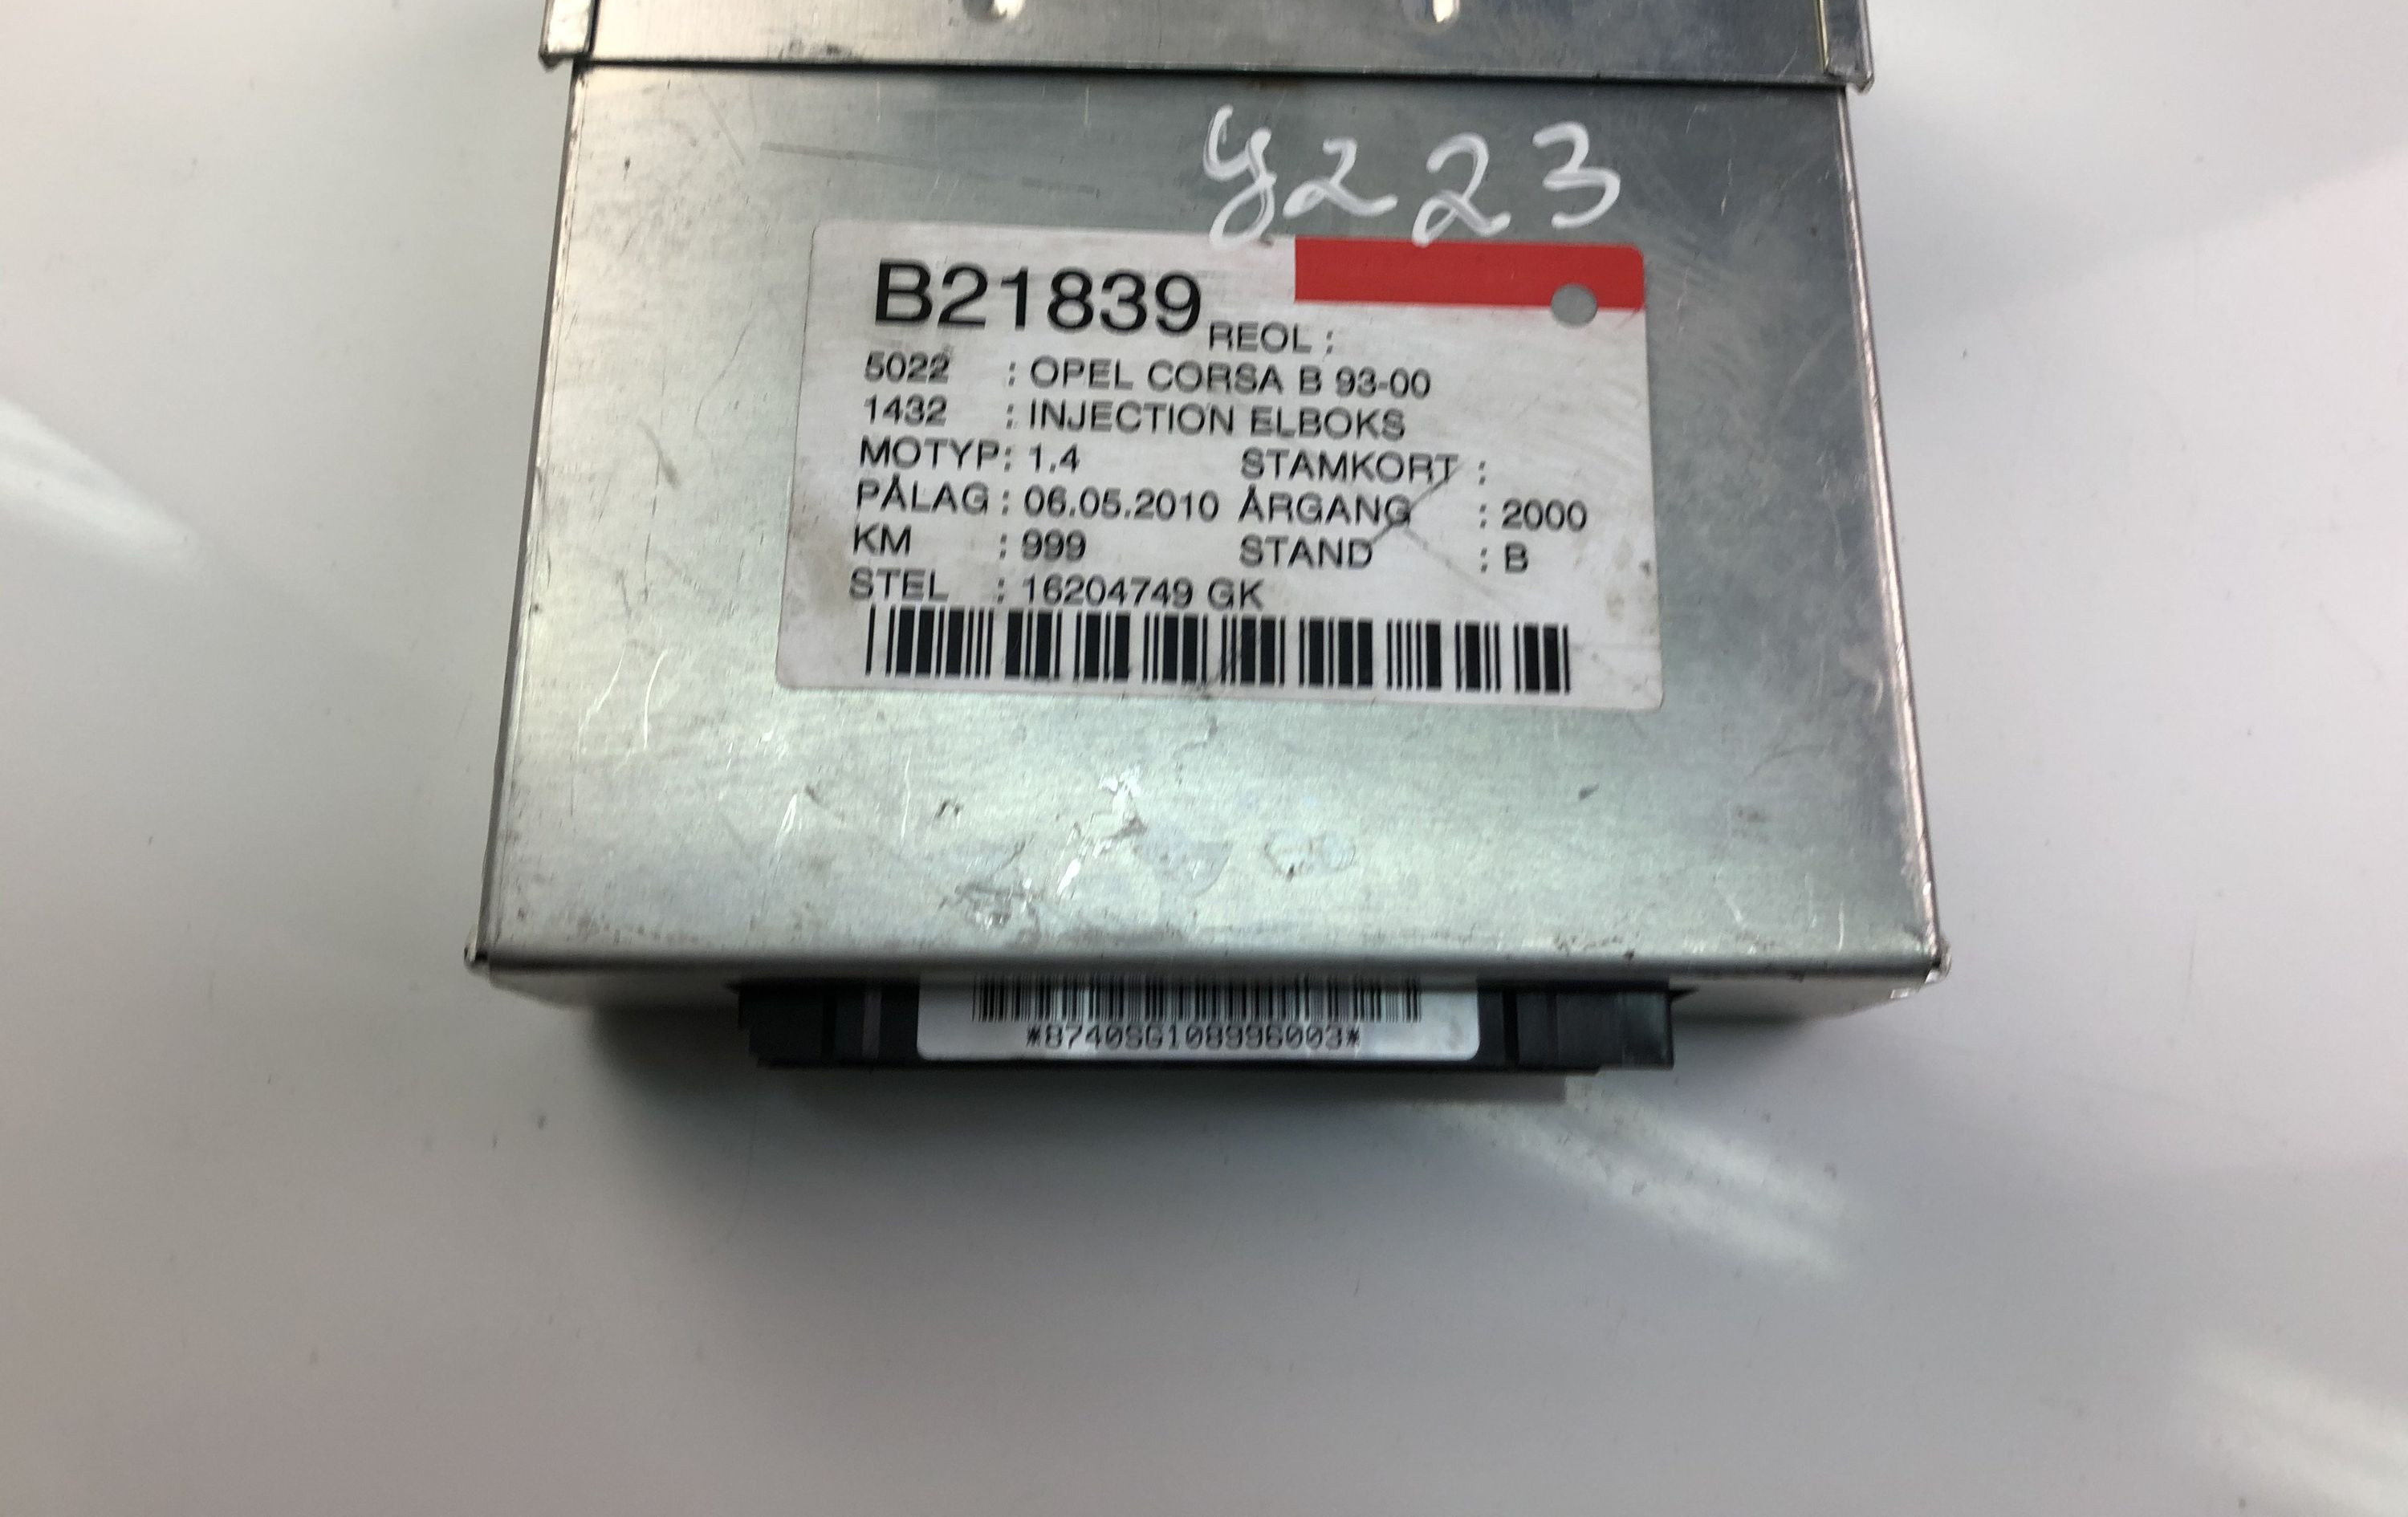 y223
B21839 REOL :
5022 : OPEL CORSA B 93-00
1432 : INJECTION ELBOKS
MOTYP: 1.4 STAMKORT :
PÅLAG : 06.05.2010 ÅRGANG : 2000
KM : 999 STAND : B
STEL : 16204749 GK
*8740SG108996003*